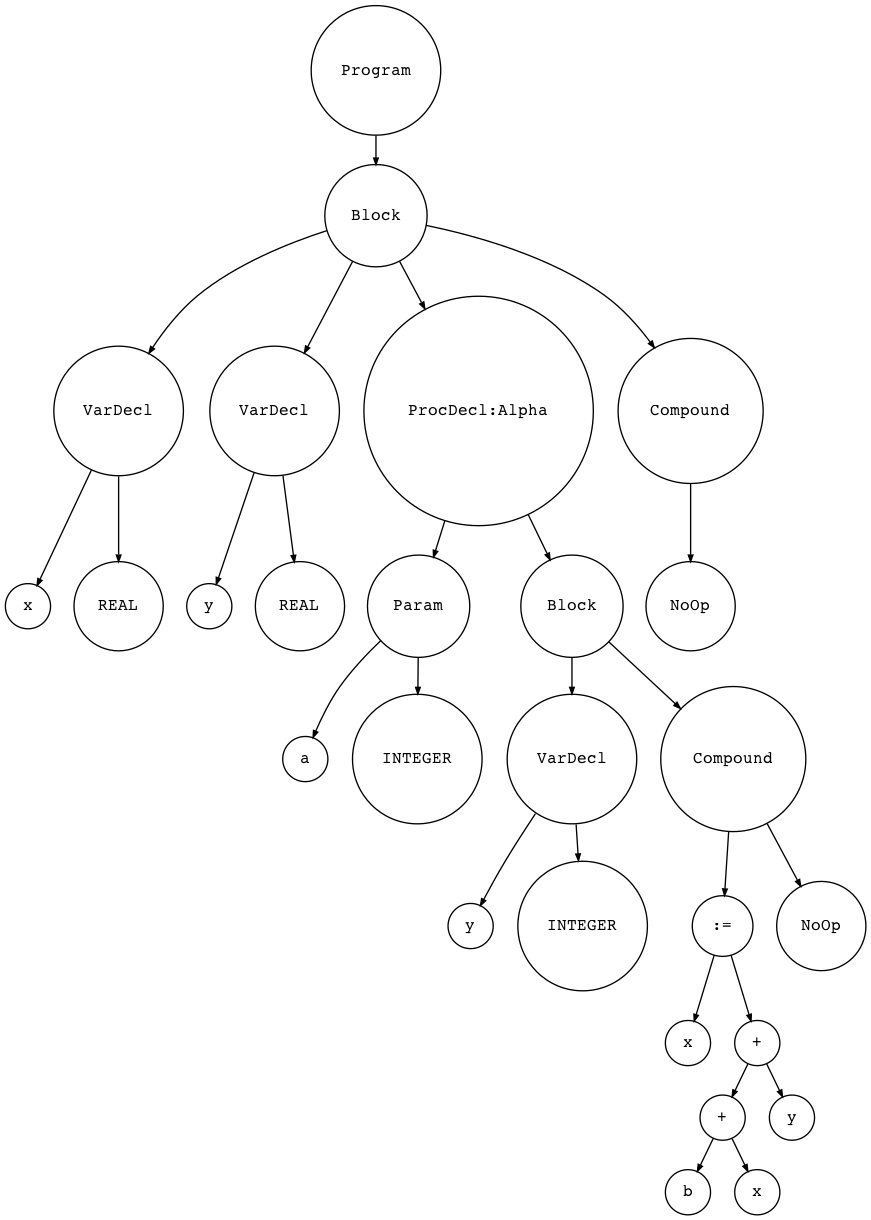 Program
Block
VarDecl
VarDecl
ProcDecl:Alpha
Compound
x
REAL
y
REAL
Param
Block
NoOp
a
INTEGER
VarDecl
Compound
y
INTEGER
:=
NoOp
x
+
+
y
b
x